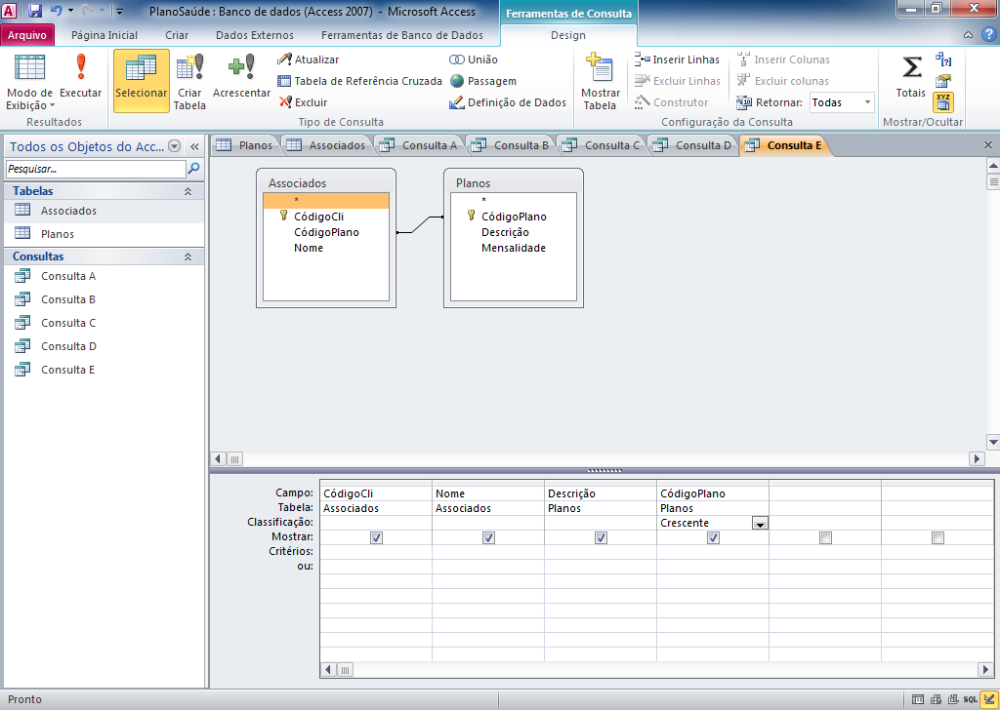 PlanoSaúde : Banco de dados (Access 2007) - Microsoft Access
Ferramentas de Consulta
Arquivo
Página Inicial
Criar
Dados Externos
Ferramentas de Banco de Dados
Design
Modo de Exibição
Executar
Resultados
Selecionar
Criar Tabela
Acrescentar
Atualizar
Tabela de Referência Cruzada
Excluir
União
Passagem
Definição de Dados
Tipo de Consulta
Mostrar Tabela
Inserir Linhas
Excluir Linhas
Construtor
Inserir Colunas
Excluir colunas
Retornar: Todas
Configuração da Consulta
Totais
XYZ
Mostrar/Ocultar
Todos os Objetos do Acc...
Pesquisar...
Tabelas
Associados
Planos
Consultas
Consulta A
Consulta B
Consulta C
Consulta D
Consulta E
Planos
Associados
Consulta A
Consulta B
Consulta C
Consulta D
Consulta E
Associados
*
CódigoCli
CódigoPlano
Nome
Planos
*
CódigoPlano
Descrição
Mensalidade
Campo: CódigoCli Nome Descrição CódigoPlano
Tabela: Associados Associados Planos Planos
Classificação: Crescente
Mostrar:
Critérios:
ou:
Pronto
SQL